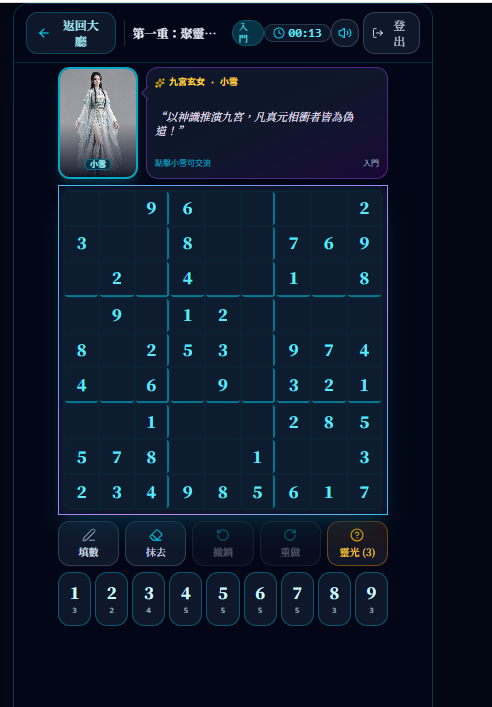 返回大廳
第一重：聚靈…
入門
00:13
登出
九宮玄女 · 小雪
“以神識推演九宮，凡真元相衝者皆為偽道！”
點擊小雪可交流
入門
小雪
9 6 2
3 8 7 6 9
2 4 1 8
9 1 2
8 2 5 3 9 7 4
4 6 9 3 2 1
1 2 8 5
5 7 8 1 3
2 3 4 9 8 5 6 1 7
填數 抹去 撤銷 重做 靈光 (3)
1 2 3 4 5 6 7 8 9
3 2 4 5 5 5 5 3 3